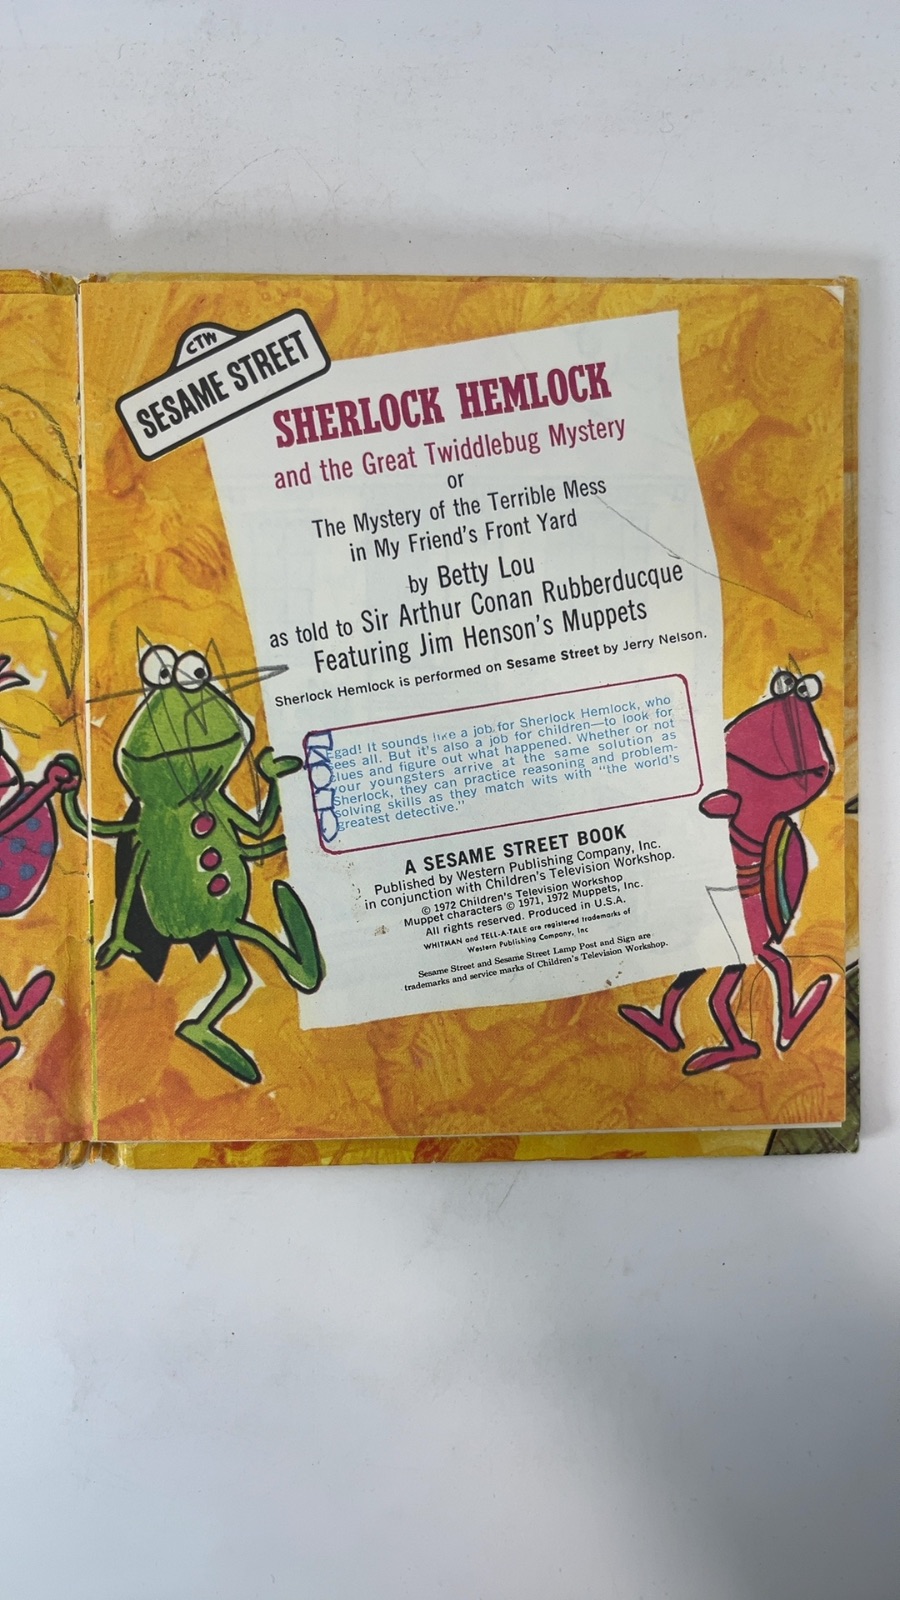 CTW
SESAME STREET
SHERLOCK HEMLOCK
and the Great Twiddlebug Mystery
or
The Mystery of the Terrible Mess
in My Friend's Front Yard
by Betty Lou
as told to Sir Arthur Conan Rubberducque
Featuring Jim Henson's Muppets
Sherlock Hemlock is performed on Sesame Street by Jerry Nelson.
Egad! It sounds like a job for Sherlock Hemlock, who
sees all. But it's also a job for children—to look for
clues and figure out what happened. Whether or not
your youngsters arrive at the same solution as
Sherlock, they can practice reasoning and problem-
solving skills as they match wits with "the world's
greatest detective."
A SESAME STREET BOOK
Published by Western Publishing Company, Inc.
in conjunction with Children's Television Workshop.
© 1972 Children's Television Workshop
Muppet characters © 1971, 1972 Muppets, Inc.
All rights reserved. Produced in U.S.A.
WHITMAN and TELL-A-TALE are registered trademarks of
Western Publishing Company, Inc
Sesame Street and Sesame Street Lamp Post and Sign are
trademarks and service marks of Children's Television Workshop.